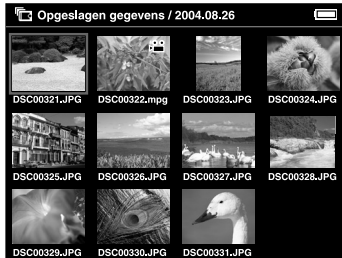 Opgeslagen gegevens / 2004.08.26
DSC00321.JPG DSC00322.mpg DSC00323.JPG DSC00324.JPG
DSC00325.JPG DSC00326.JPG DSC00327.JPG DSC00328.JPG
DSC00329.JPG DSC00330.JPG DSC00331.JPG